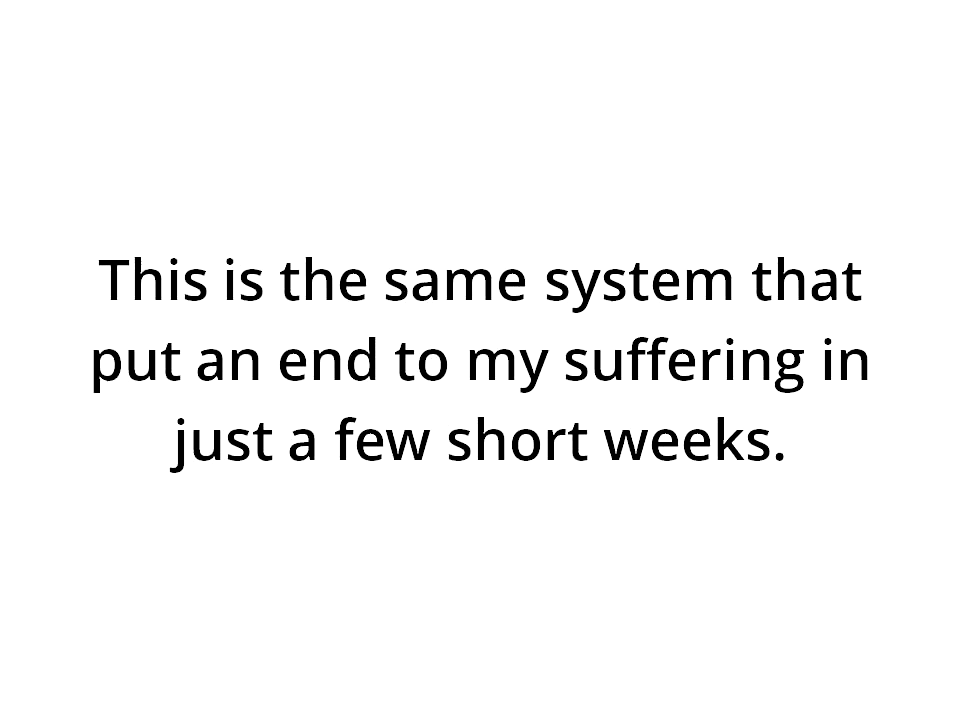 This is the same system that
put an end to my suffering in
just a few short weeks.